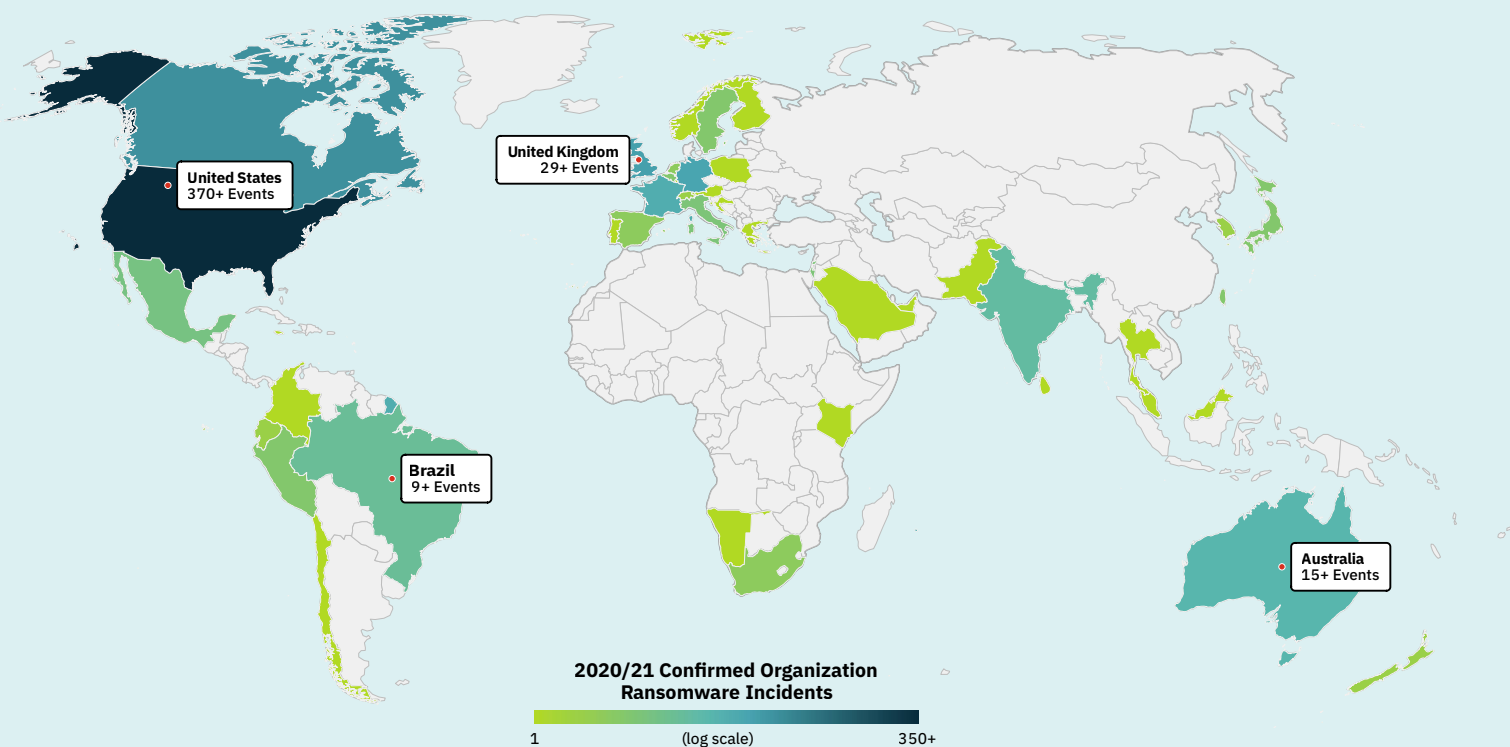 United Kingdom
29+ Events
United States
370+ Events
Brazil
9+ Events
Australia
15+ Events
2020/21 Confirmed Organization
Ransomware Incidents
1 (log scale) 350+